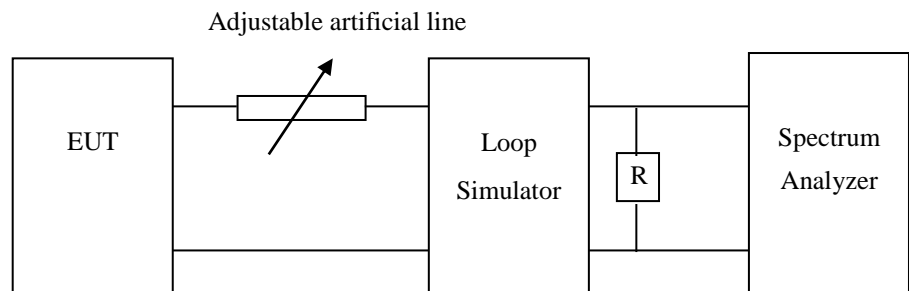 Adjustable artificial line
EUT
Loop
Simulator
R
Spectrum
Analyzer